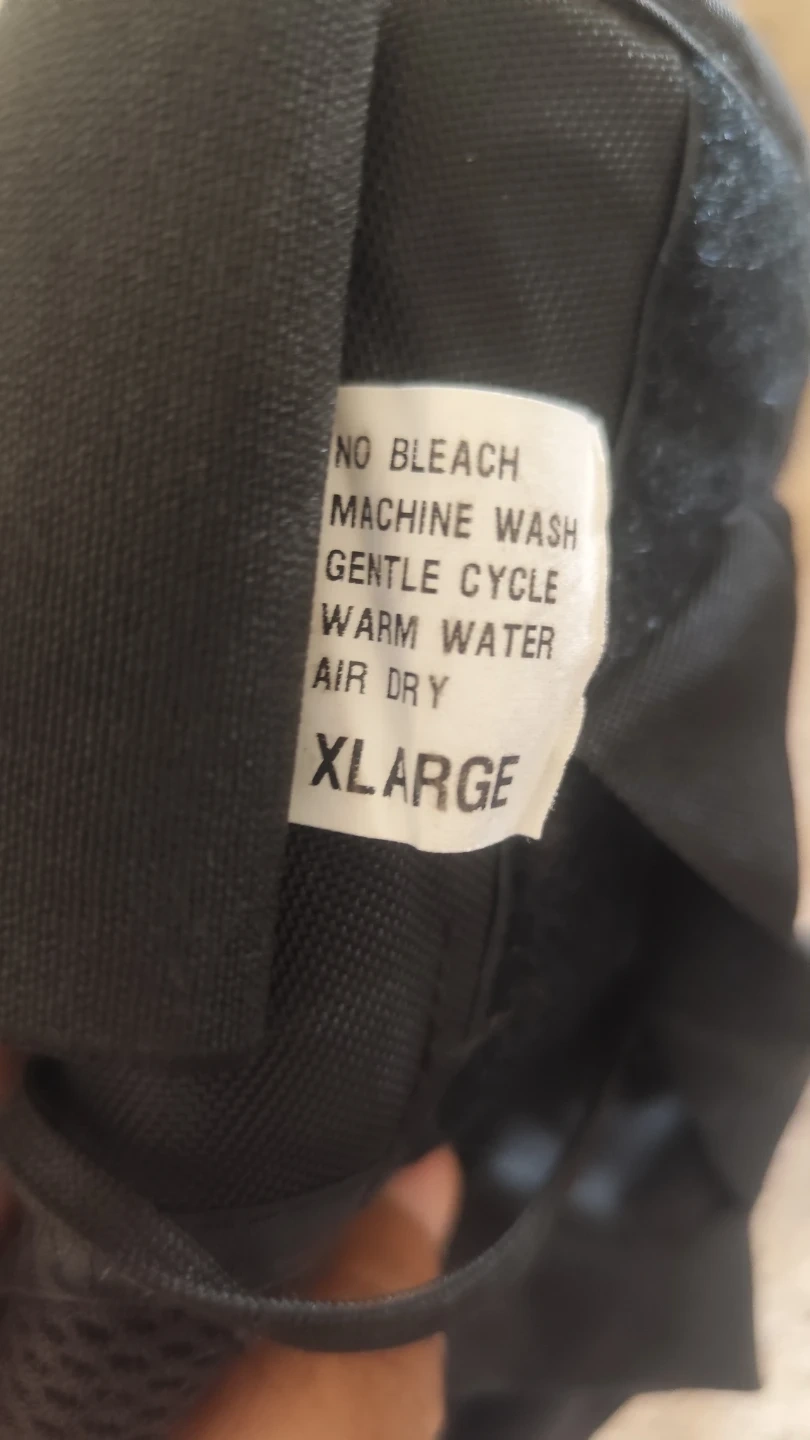 NO BLEACH
MACHINE WASH
GENTLE CYCLE
WARM WATER
AIR DRY
XLARGE